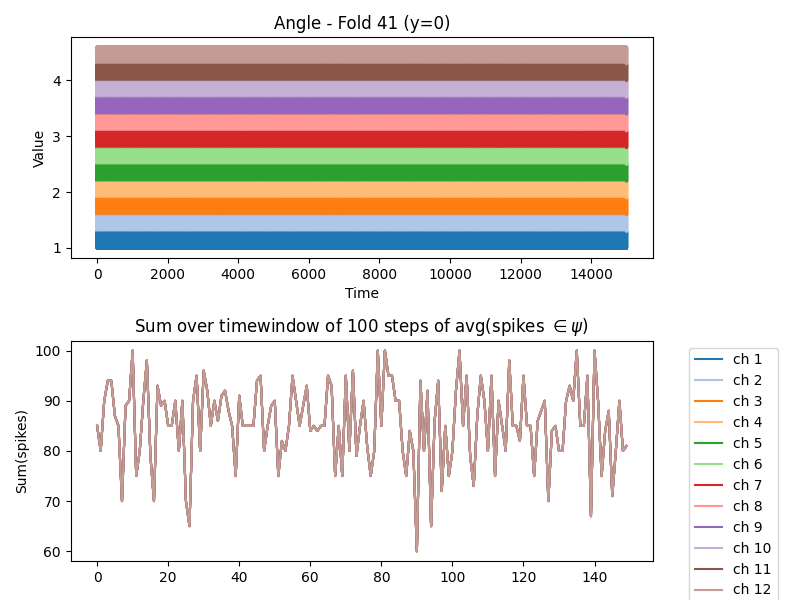 Angle - Fold 41 (y=0)
Value
4
3
2
1
0 2000 4000 6000 8000 10000 12000 14000
Time
Sum over timewindow of 100 steps of avg(spikes ∈ ψ)
Sum(spikes)
100
90
80
70
60
0 20 40 60 80 100 120 140
ch 1
ch 2
ch 3
ch 4
ch 5
ch 6
ch 7
ch 8
ch 9
ch 10
ch 11
ch 12